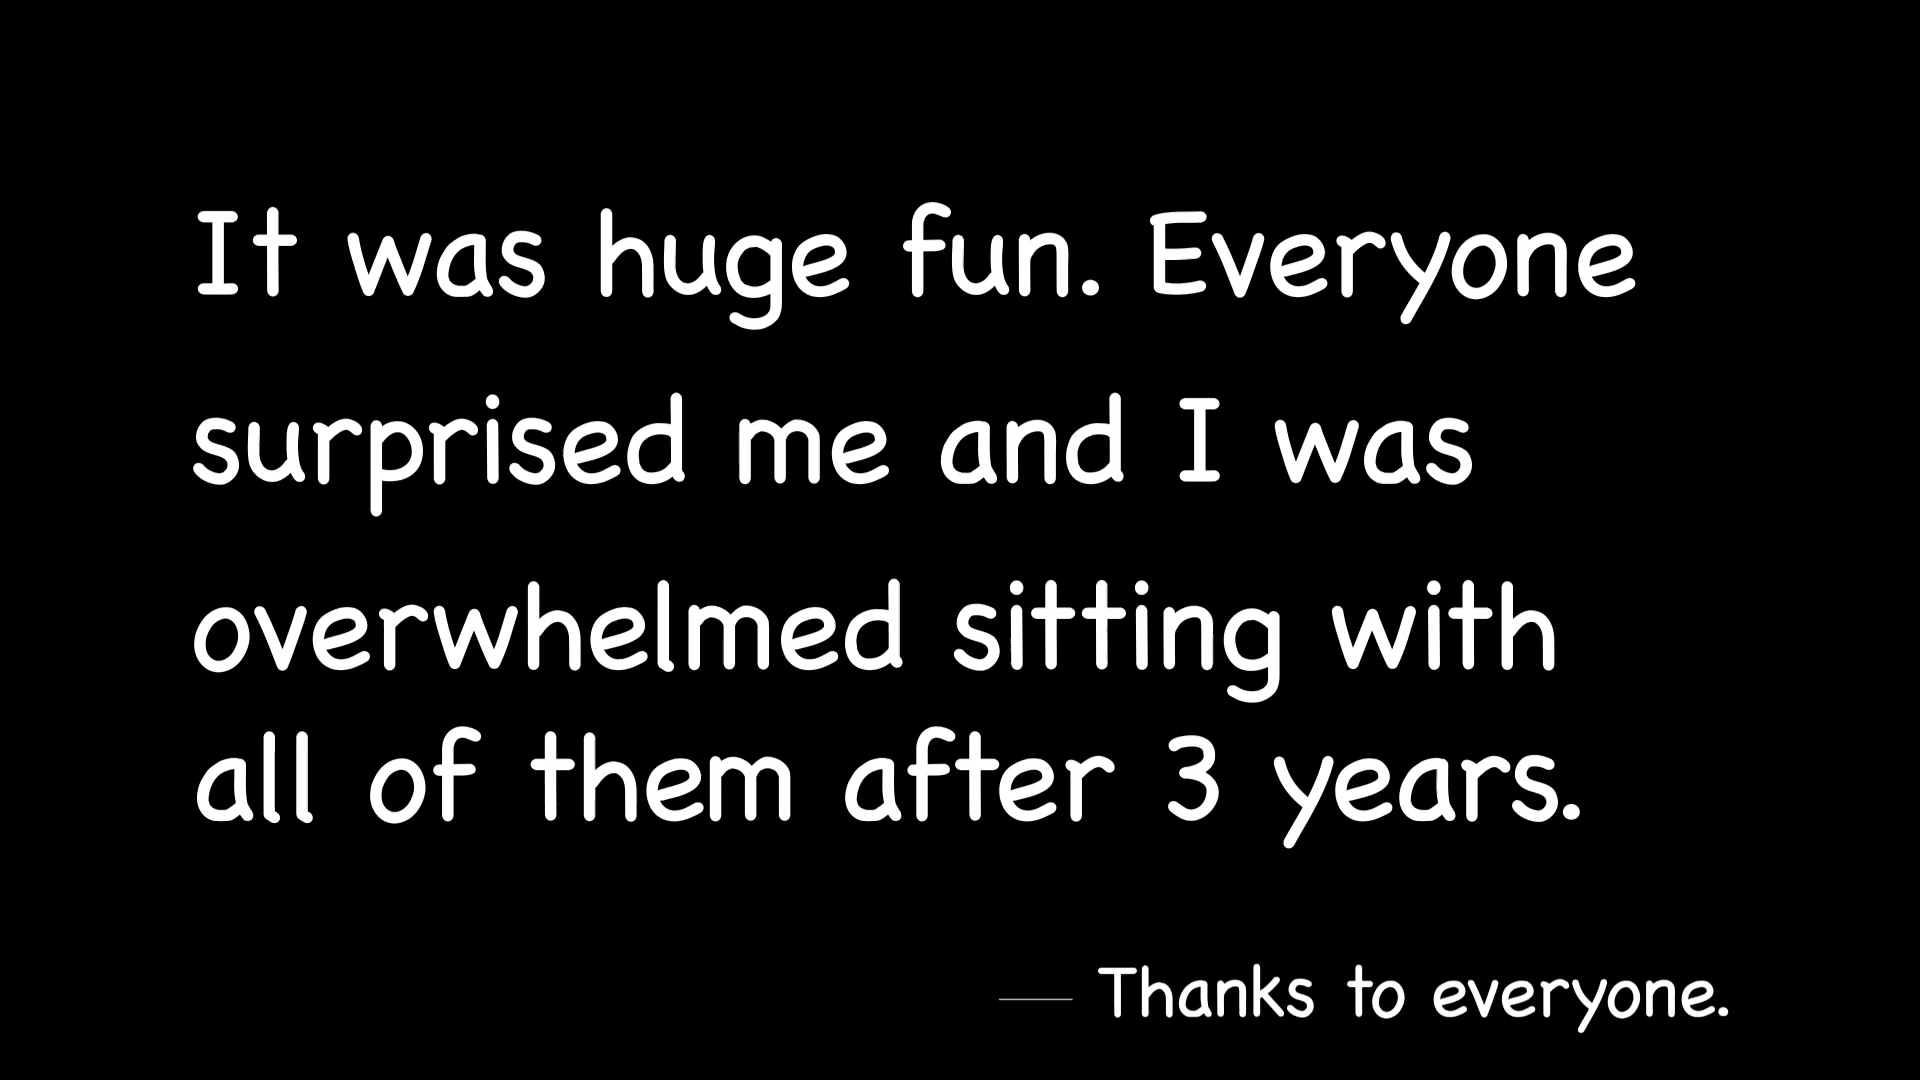 It was huge fun. Everyone
surprised me and I was
overwhelmed sitting with
all of them after 3 years.
Thanks to everyone.